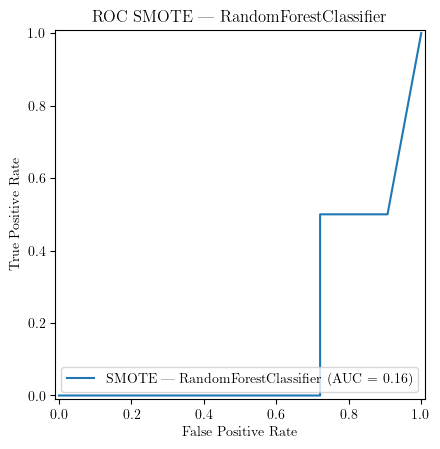 ROC SMOTE — RandomForestClassifier
1.0
0.8
0.6
0.4
0.2
0.0
True Positive Rate
SMOTE — RandomForestClassifier (AUC = 0.16)
0.0 0.2 0.4 0.6 0.8 1.0
False Positive Rate